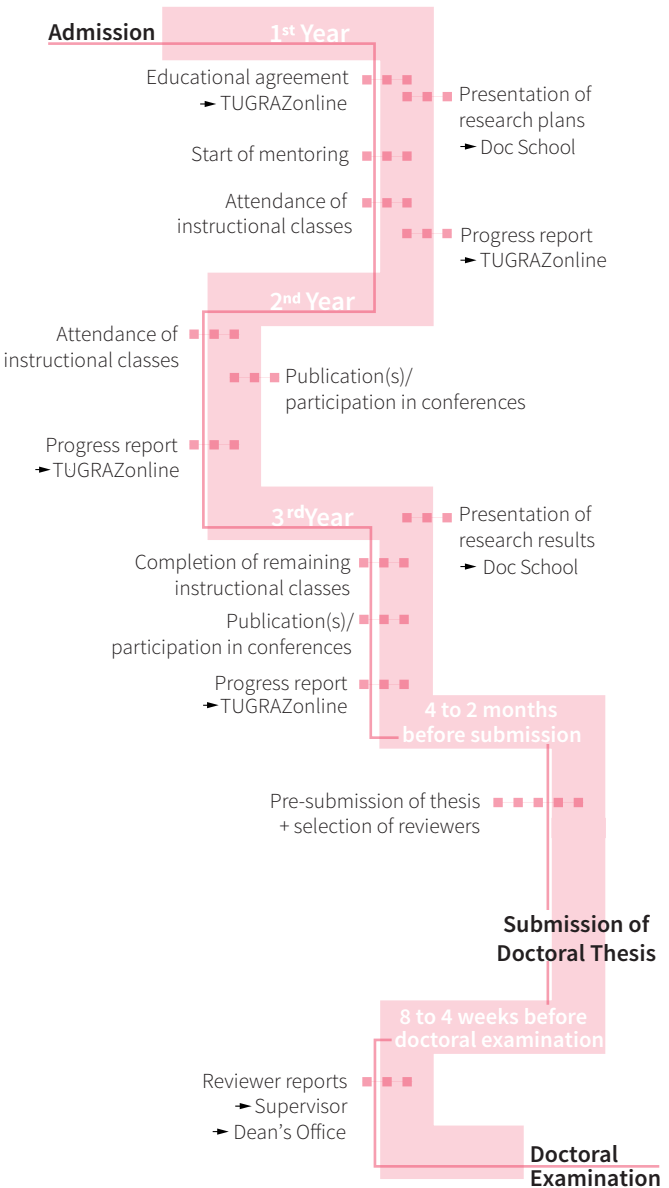 Admission
1st Year
Educational agreement
→ TUGRAZonline
Presentation of
research plans
→ Doc School
Start of mentoring
Attendance of
instructional classes
Progress report
→ TUGRAZonline
2nd Year
Attendance of
instructional classes
Publication(s)/
participation in conferences
Progress report
→ TUGRAZonline
3rdYear
Presentation of
research results
→ Doc School
Completion of remaining
instructional classes
Publication(s)/
participation in conferences
Progress report
→ TUGRAZonline
4 to 2 months
before submission
Pre-submission of thesis
+ selection of reviewers
Submission of
Doctoral Thesis
8 to 4 weeks before
doctoral examination
Reviewer reports
→ Supervisor
→ Dean's Office
Doctoral
Examination